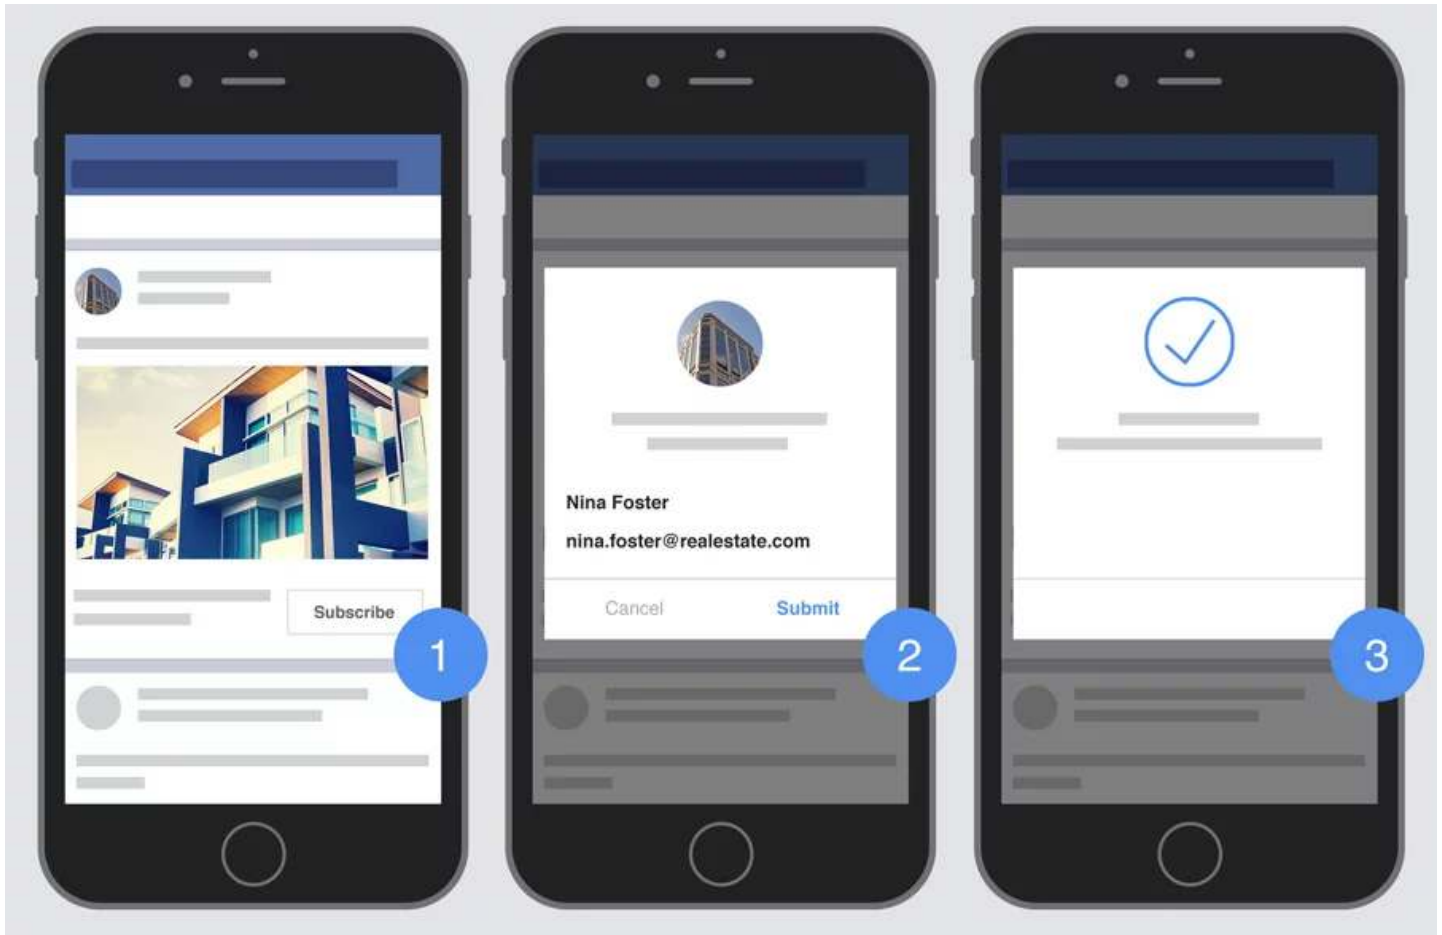 Subscribe
1
Nina Foster
nina.foster@realestate.com
Cancel Submit
2
3